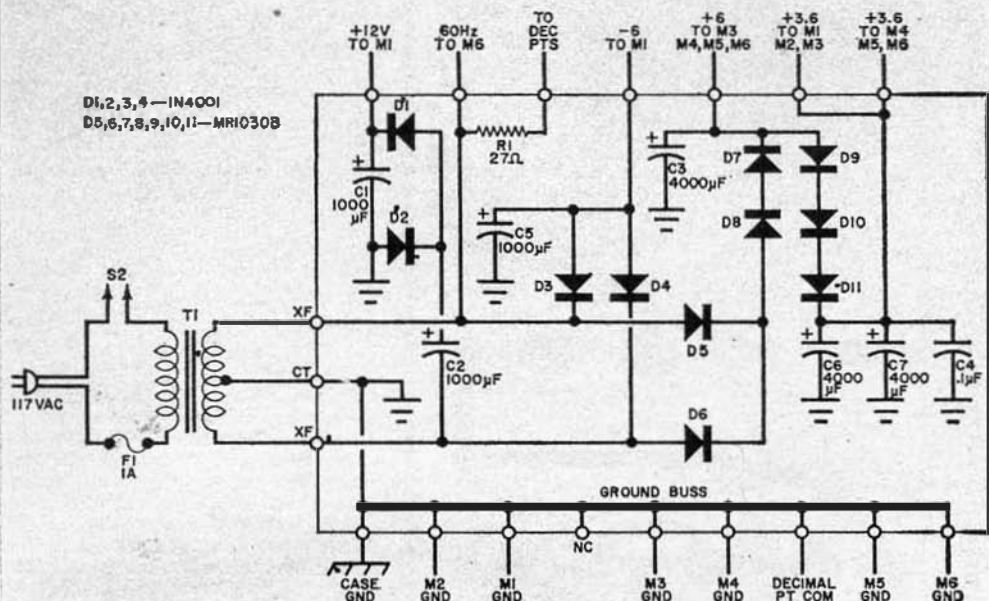 +12V
TO M1
60Hz
TO M6
TO
DEC
PTS
-6
TO M1
+6
TO M3
M4,M5,M6
+3.6
TO M1
M2,M3
+3.6
TO M4
M5,M6
D1,2,3,4—IN4001
D5,6,7,8,9,10,11—MR1030B
D1
R1
27Ω
+
C1
1000
µF
D2
+
C5
1000µF
+
C3
4000µF
D7
D8
D9
D10
D11
D3
D4
S2
T1
XF
CT
XF
117VAC
F1
1A
+
C2
1000µF
D5
D6
+
C6
4000
µF
+
C7
4000
µF
C4
.1µF
GROUND BUSS
NC
CASE
GND
M2
GND
M1
GND
M3
GND
M4
GND
DECIMAL
PT COM
M5
GND
M6
GND